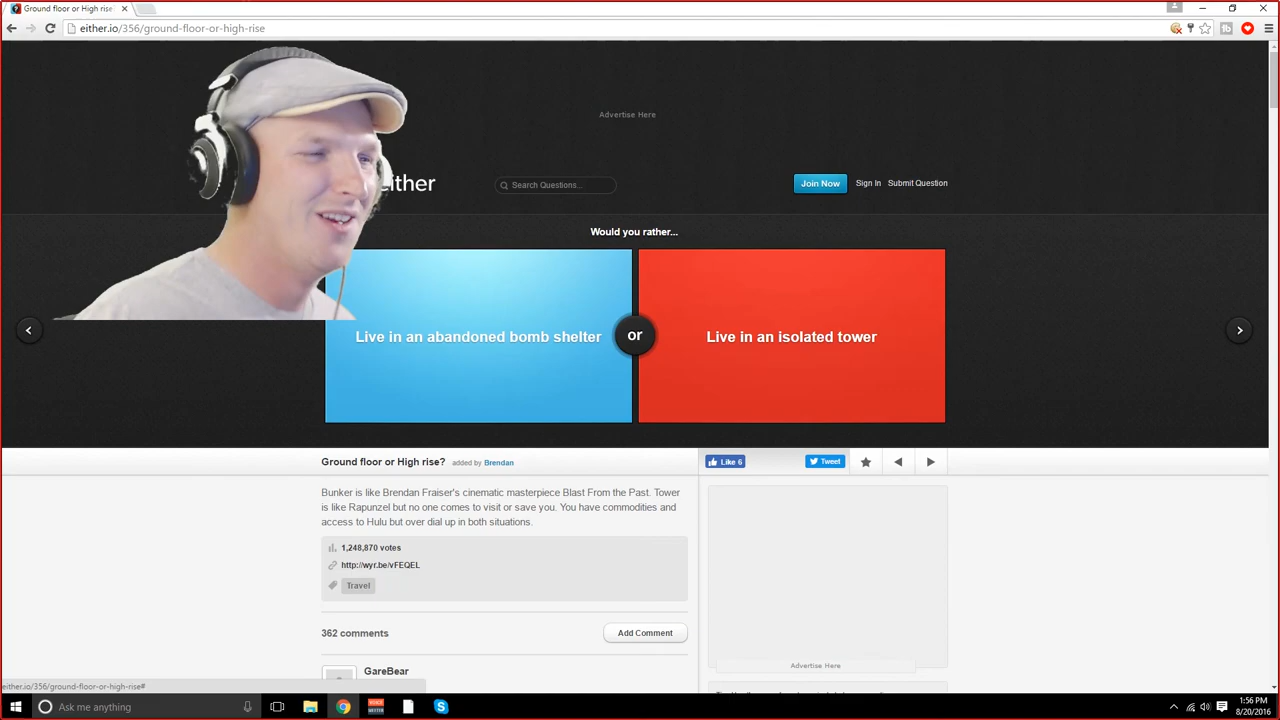 Ground floor or High rise
either.io/356/ground-floor-or-high-rise
Advertise Here
either
Search Questions...
Join Now
Sign In
Submit Question
Would you rather...
Live in an abandoned bomb shelter
or
Live in an isolated tower
Ground floor or High rise? added by Brendan
Like 6
Tweet
Bunker is like Brendan Fraiser's cinematic masterpiece Blast From the Past. Tower
is like Rapunzel but no one comes to visit or save you. You have commodities and
access to Hulu but over dial up in both situations.
1,248,870 votes
http://wyr.be/vFEQEL
Travel
362 comments
Add Comment
Advertise Here
GareBear
either.io/356/ground-floor-or-high-rise#
Ask me anything
1:56 PM
8/20/2016